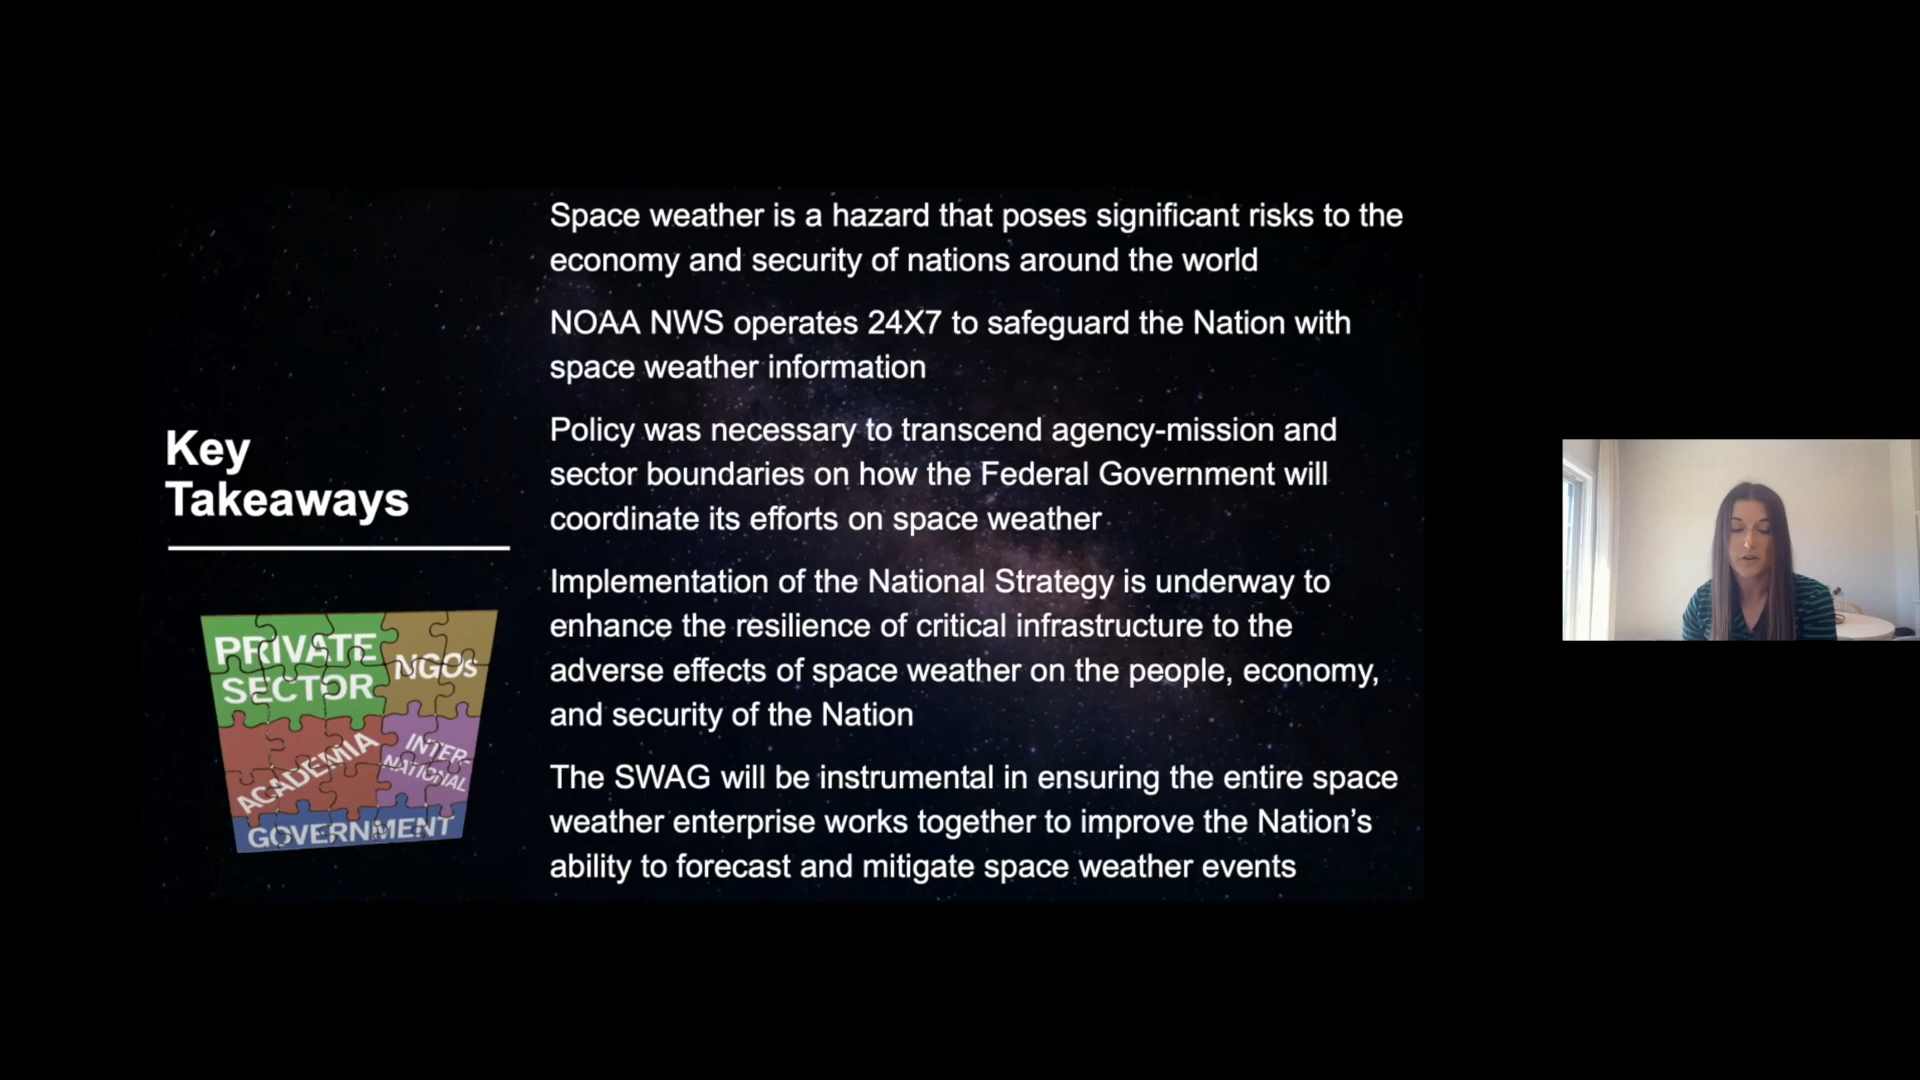 Space weather is a hazard that poses significant risks to the
economy and security of nations around the world
NOAA NWS operates 24X7 to safeguard the Nation with
space weather information
Policy was necessary to transcend agency-mission and
sector boundaries on how the Federal Government will
coordinate its efforts on space weather
Implementation of the National Strategy is underway to
enhance the resilience of critical infrastructure to the
adverse effects of space weather on the people, economy,
and security of the Nation
The SWAG will be instrumental in ensuring the entire space
weather enterprise works together to improve the Nation’s
ability to forecast and mitigate space weather events
Key
Takeaways
PRIVATE
SECTOR
NGOs
ACADEMIA
INTER-
NATIONAL
GOVERNMENT